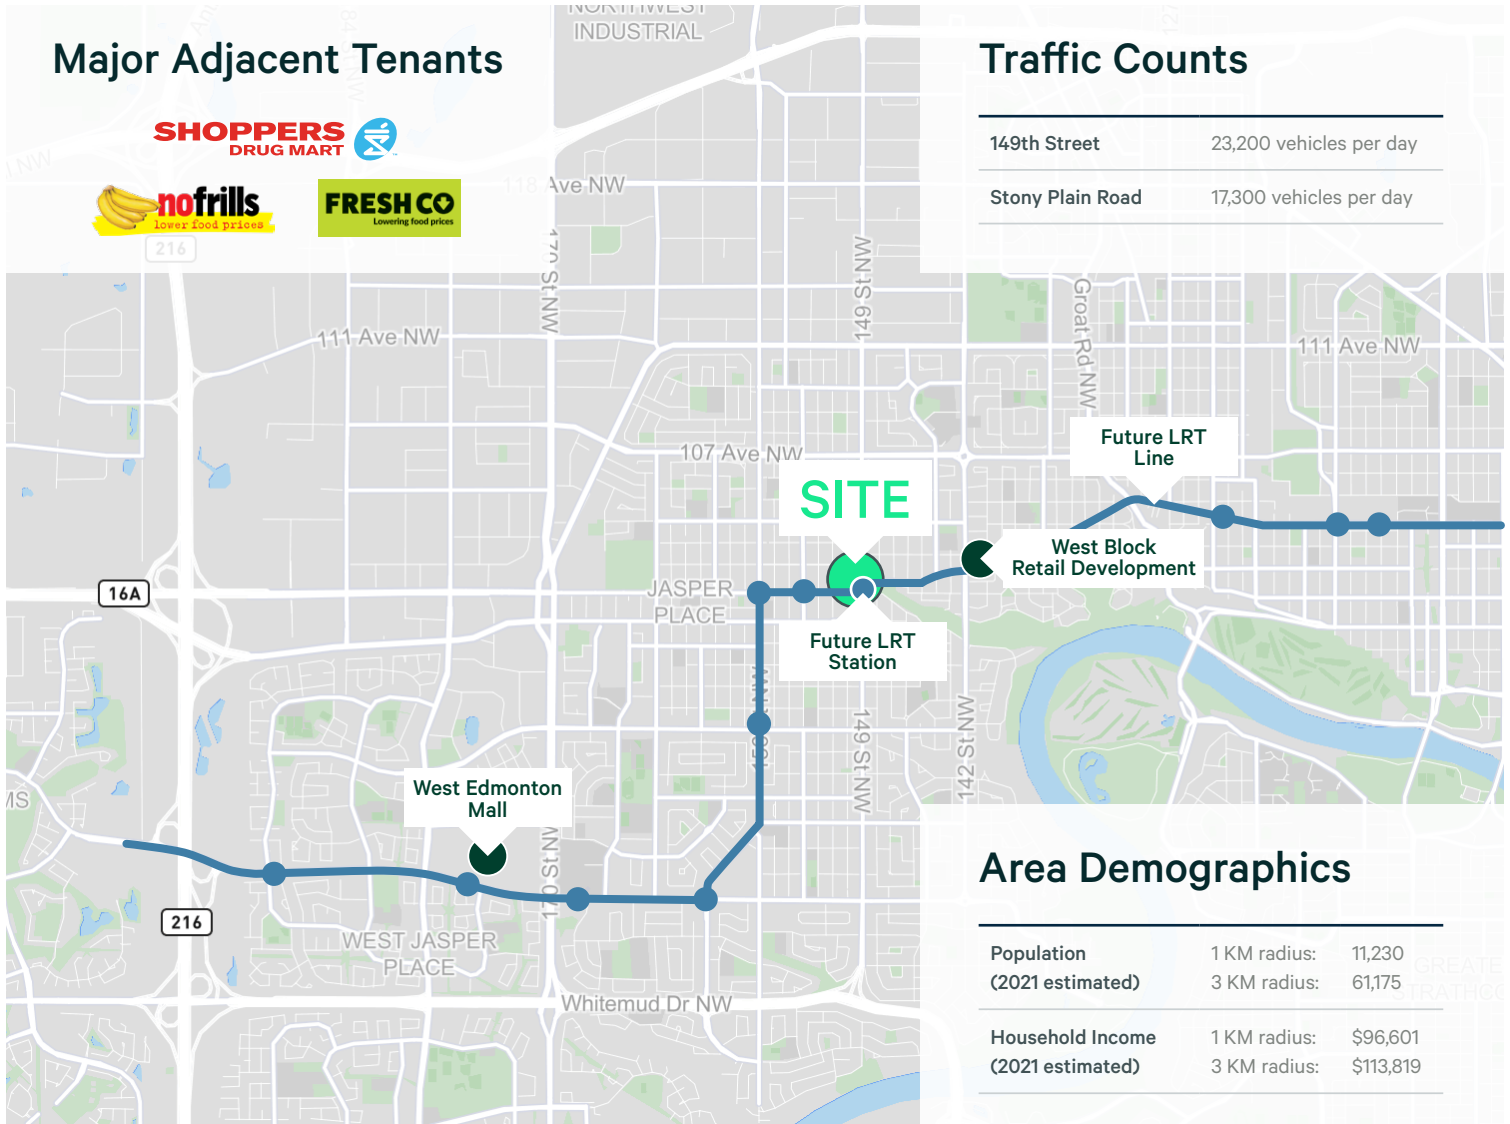 Major Adjacent Tenants
SHOPPERS
DRUG MART
nofrills
lower food prices
FRESHCO
Lowering food prices
Traffic Counts
149th Street 23,200 vehicles per day
Stony Plain Road 17,300 vehicles per day
NORTHWEST
INDUSTRIAL
118 Ave NW
216
170 St NW
149 St NW
Groat Rd NW
111 Ave NW
111 Ave NW
107 Ave NW
Future LRT
Line
SITE
West Block
Retail Development
16A
JASPER
PLACE
Future LRT
Station
149 St NW
142 St NW
West Edmonton
Mall
170 St NW
216
WEST JASPER
PLACE
Whitemud Dr NW
Area Demographics
Population 1 KM radius: 11,230
(2021 estimated) 3 KM radius: 61,175
Household Income 1 KM radius: $96,601
(2021 estimated) 3 KM radius: $113,819